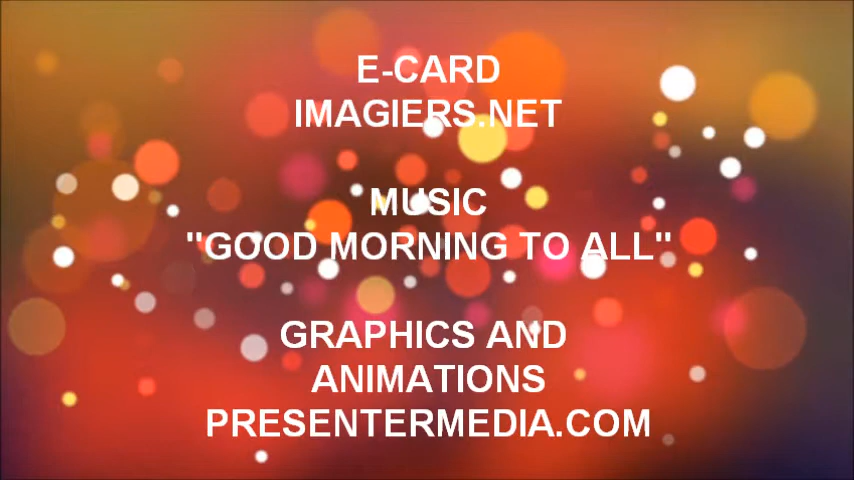 E-CARD
IMAGIERS.NET
MUSIC
"GOOD MORNING TO ALL"
GRAPHICS AND
ANIMATIONS
PRESENTERMEDIA.COM